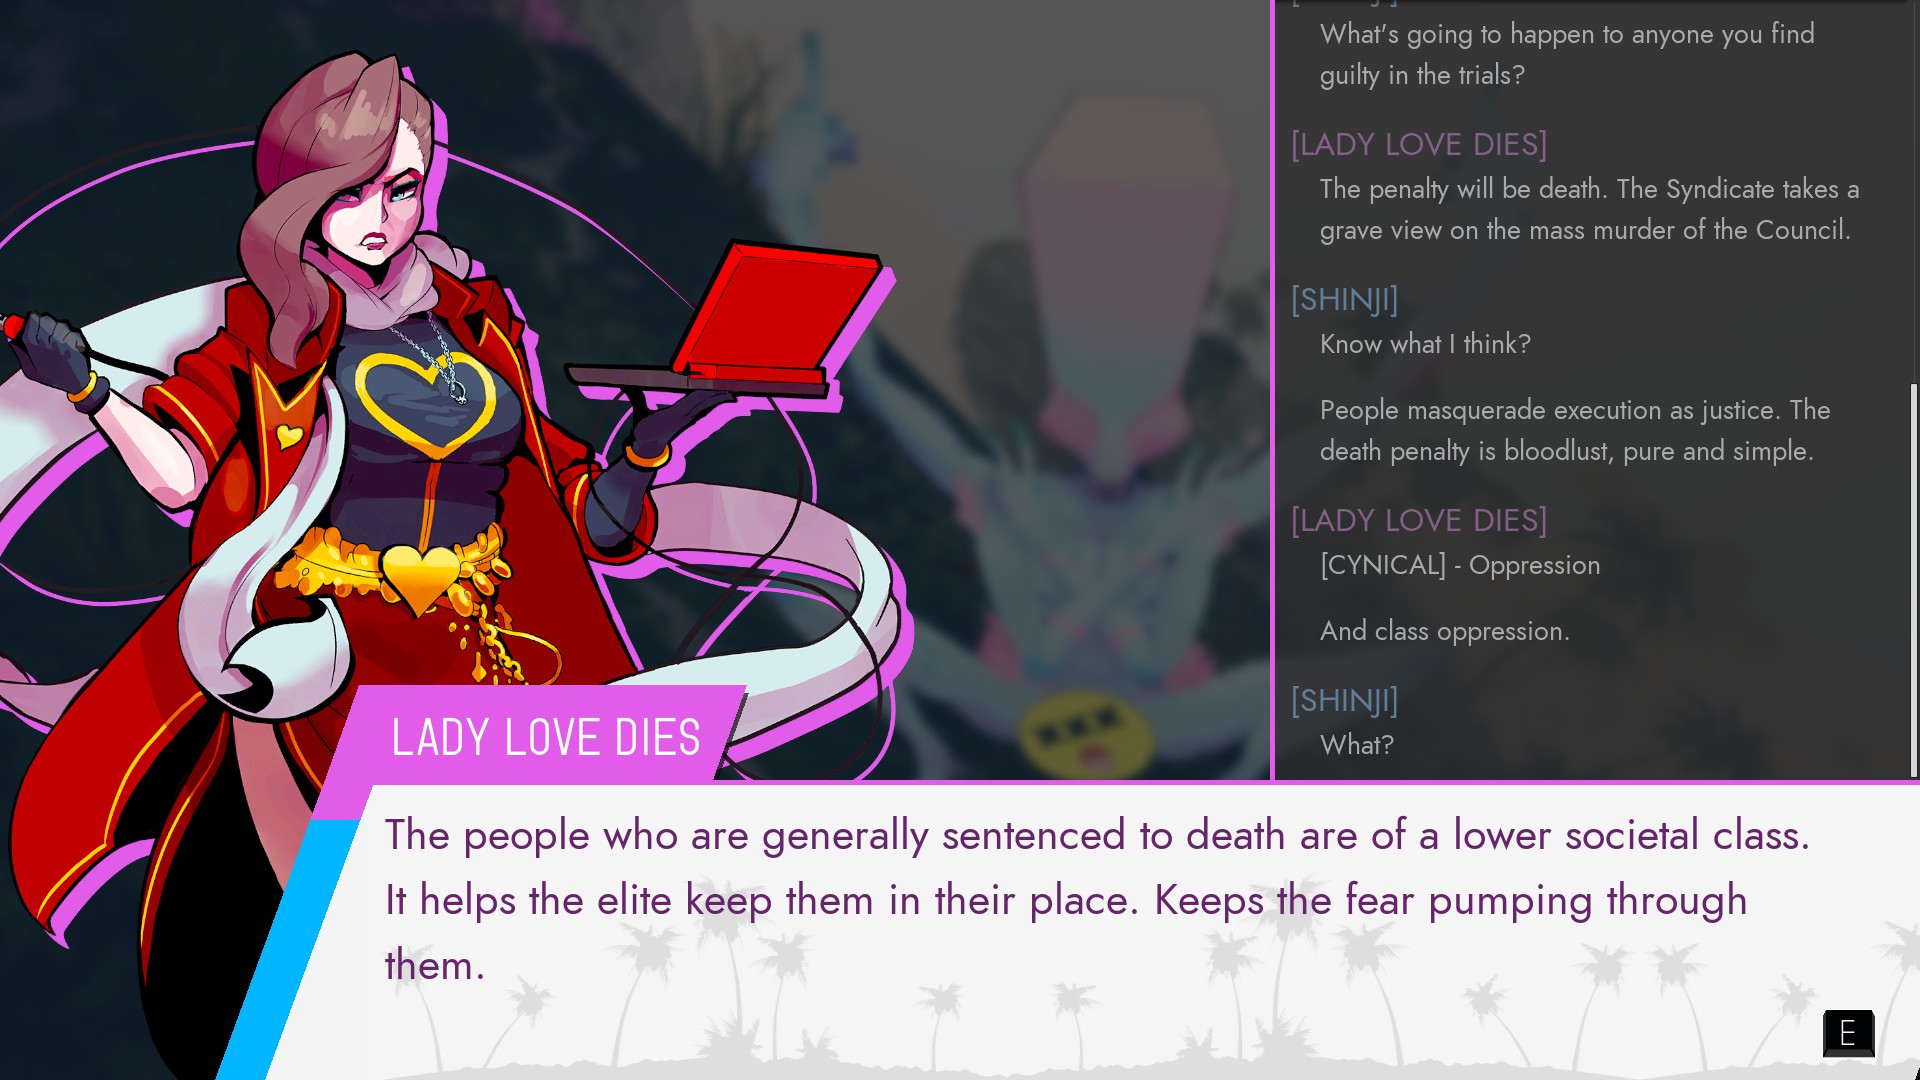 What's going to happen to anyone you find
guilty in the trials?
[LADY LOVE DIES]
The penalty will be death. The Syndicate takes a
grave view on the mass murder of the Council.
[SHINJI]
Know what I think?
People masquerade execution as justice. The
death penalty is bloodlust, pure and simple.
[LADY LOVE DIES]
[CYNICAL] - Oppression
And class oppression.
[SHINJI]
What?
LADY LOVE DIES
The people who are generally sentenced to death are of a lower societal class.
It helps the elite keep them in their place. Keeps the fear pumping through
them.
E